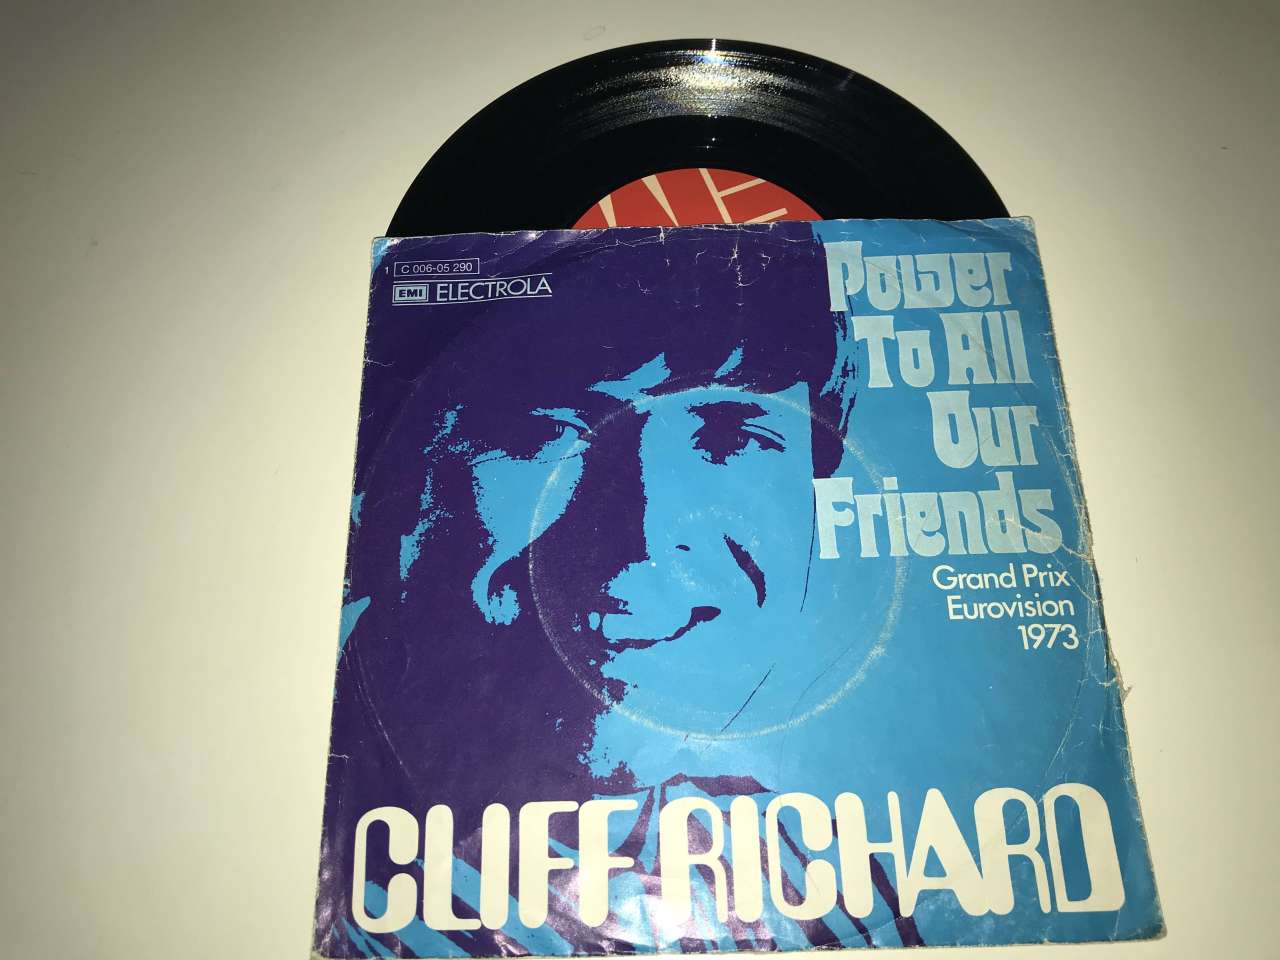 1 C 006-05 290
EMI ELECTROLA
Power
To All
Our
Friends
Grand Prix
Eurovision
1973
CLIFF RICHARD